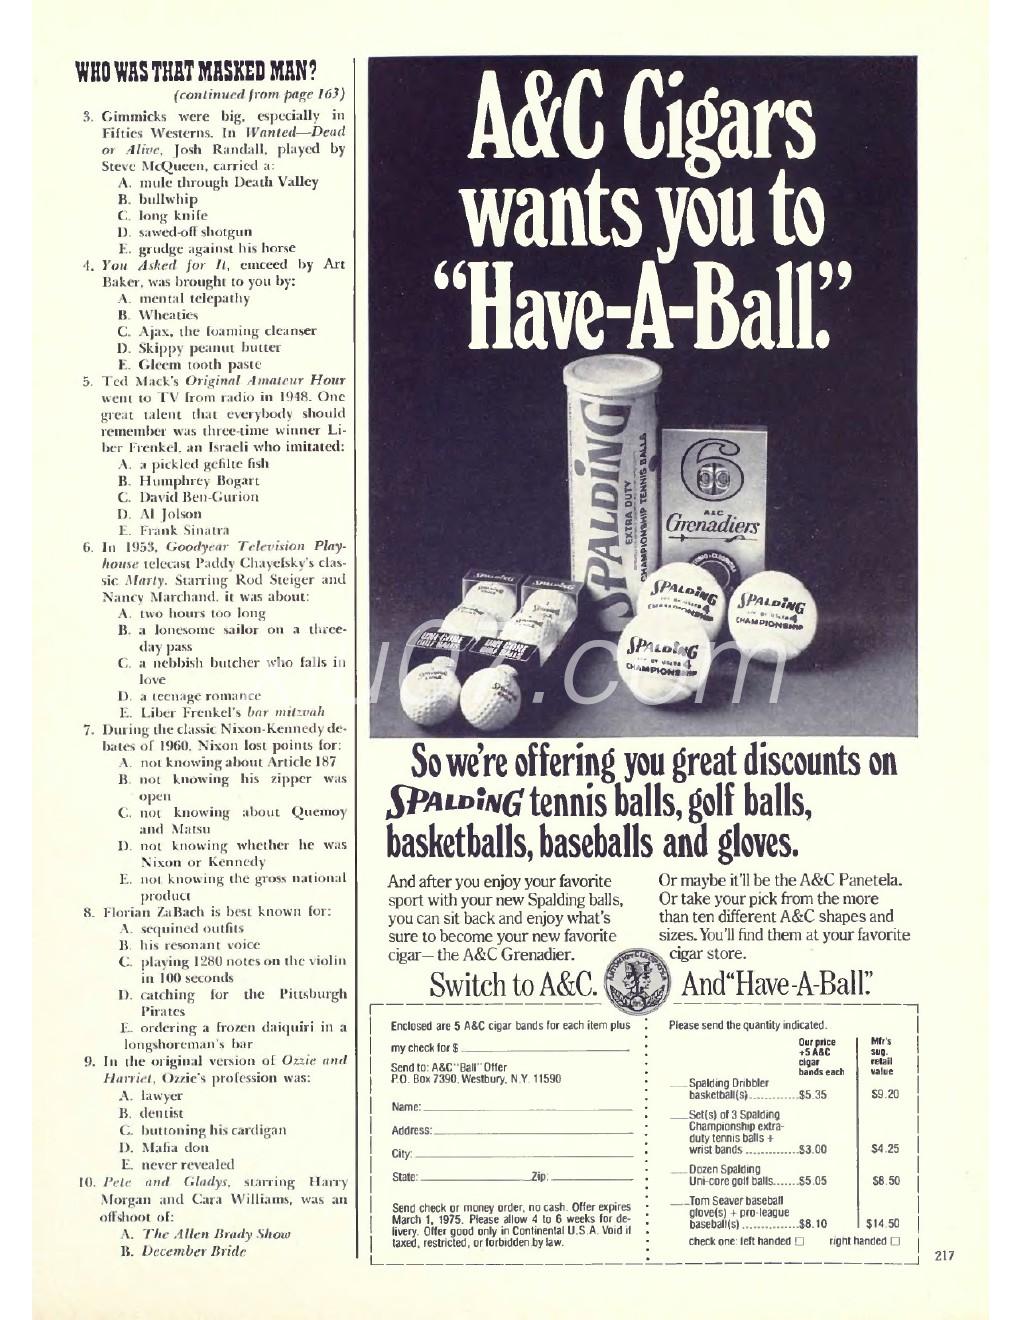 WHO WAS THAT MASKED MAN?
(continued from page 163)
3. Gimmicks were big, especially in
Fifties Westerns. In Wanted—Dead
or Alive, Josh Randall, played by
Steve McQueen, carried a:
A. mule through Death Valley
B. bullwhip
C. long knife
D. sawed-off shotgun
E. grudge against his horse
4. You Asked for It, emceed by Art
Baker, was brought to you by:
A. mental telepathy
B. Wheaties
C. Ajax, the foaming cleanser
D. Skippy peanut butter
E. Gleem tooth paste
5. Ted Mack's Original Amateur Hour
went to TV from radio in 1948. One
great talent that everybody should
remember was three-time winner Li-
ber Frenkel, an Israeli who imitated:
A. a pickled gefilte fish
B. Humphrey Bogart
C. David Ben-Gurion
D. Al Jolson
E. Frank Sinatra
6. In 1953, Goodyear Television Play-
house telecast Paddy Chayefsky's clas-
sic Marty. Starring Rod Steiger and
Nancy Marchand, it was about:
A. two hours too long
B. a lonesome sailor on a three-
day pass
C. a nebbish butcher who falls in
love
D. a teenage romance
E. Liber Frenkel's bar mitzvah
7. During the classic Nixon-Kennedy de-
bates of 1960, Nixon lost points for:
A. not knowing about Article 187
B. not knowing his zipper was
open
C. not knowing about Quemoy
and Matsu
D. not knowing whether he was
Nixon or Kennedy
E. not knowing the gross national
product
8. Florian ZaBach is best known for:
A. sequined outfits
B. his resonant voice
C. playing 1280 notes on the violin
in 100 seconds
D. catching for the Pittsburgh
Pirates
E. ordering a frozen daiquiri in a
longshoreman's bar
9. In the original version of Ozzie and
Harriet, Ozzie's profession was:
A. lawyer
B. dentist
C. buttoning his cardigan
D. Mafia don
E. never revealed
10. Pete and Gladys, starring Harry
Morgan and Cara Williams, was an
offshoot of:
A. The Allen Brady Show
B. December Bride
A&C Cigars
wants you to
“Have-A-Ball.”
SPALDING
EXTRA DUTY
CHAMPIONSHIP TENNIS BALLS
6
A&C
Grenadiers
SPALDING
SPALDING
UNI-CORE
GOLF BALLS
UNI-CORE
GOLF BALLS
SPALDING
4
CHAMPIONSHIP
SPALDING
4
CHAMPIONSHIP
SPALDING
4
CHAMPIONSHIP
So we're offering you great discounts on
SPALDING tennis balls, golf balls,
basketballs, baseballs and gloves.
And after you enjoy your favorite
sport with your new Spalding balls,
you can sit back and enjoy what's
sure to become your new favorite
cigar—the A&C Grenadier.
Or maybe it'll be the A&C Panetela.
Or take your pick from the more
than ten different A&C shapes and
sizes. You'll find them at your favorite
cigar store.
Switch to A&C. And “Have-A-Ball”.
Enclosed are 5 A&C cigar bands for each item plus
my check for $
Send to: A&C “Ball” Offer
P.O. Box 7390, Westbury, N.Y. 11590
Name:
Address:
City:
State: Zip:
Send check or money order, no cash. Offer expires
March 1, 1975. Please allow 4 to 6 weeks for de-
livery. Offer good only in Continental U.S.A. Void if
taxed, restricted, or forbidden by law.
Please send the quantity indicated.
Our price
+5 A&C
cigar
bands each
Mfr's
sug.
retail
value
Spalding Dribbler
basketball(s) $5.35 $9.20
Set(s) of 3 Spalding
Championship extra-
duty tennis balls +
wrist bands $3.00 $4.25
Dozen Spalding
Uni-core golf balls $5.05 $8.50
Tom Seaver baseball
glove(s) + pro-league
baseball(s) $8.10 $14.50
check one: left handed □ right handed □
217